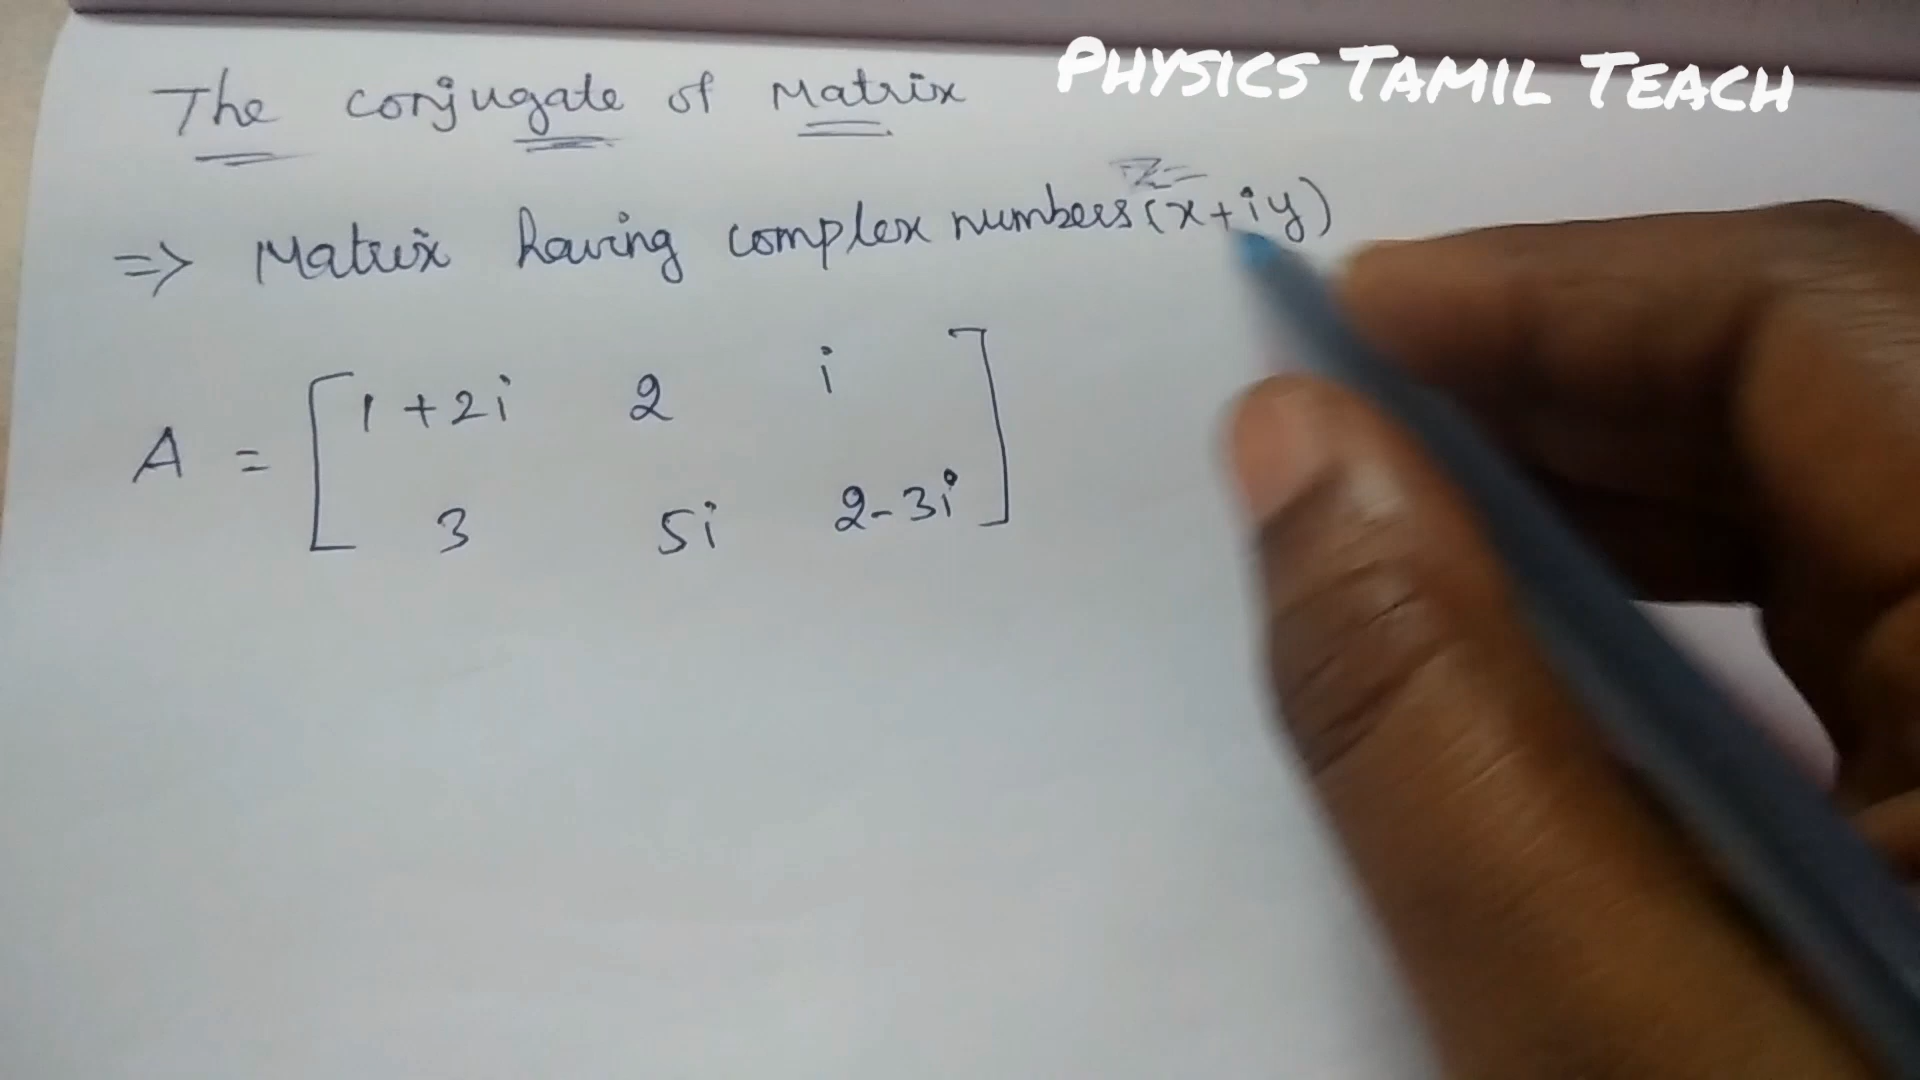 The conjugate of Matrix
PHYSICS TAMIL TEACH
Z=
=> Matrix having complex numbers (x+iy)
A = [ 1+2i 2 i
3 5i 2-3i ]